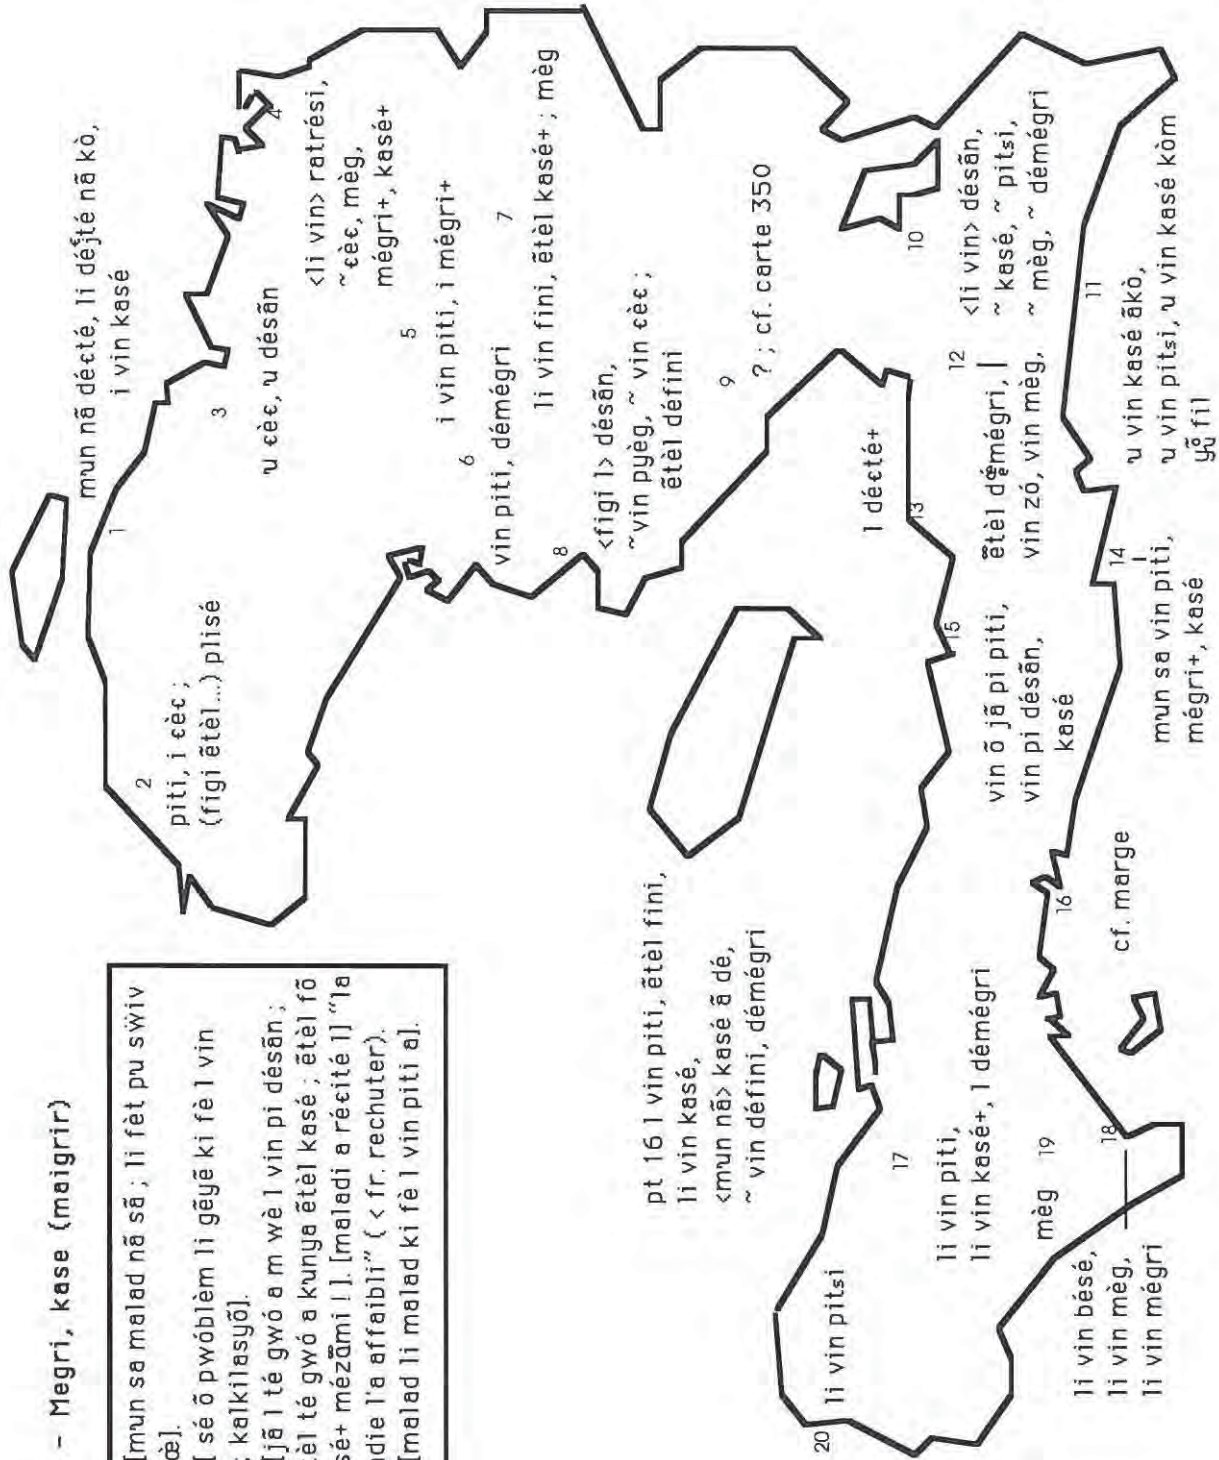 – Megri, kase (maigrir)
[mun sa malad nã sã ; li fèt pu sẅiv
[ sé õ pwóblèm li gẽyẽ ki fè l vin
; kalkilasyõ].
[jã l té gwó a m wè l vin pi désãn ;
èl té gwó a kunya ẽtèl kasé ; ẽtèl fõ
sé+ mézãmi !]. [maladi a réɛité l] "la
die l'a affaibli" ( < fr. rechuter).
[malad li malad ki fè l vin piti a].
1
mun nã déɛté, li déjté nã kò,
i vin kasé
2
piti, i ɛèɛ ;
(figi ẽtèl...) plisé
3
u ɛèɛ, u désãn
4
<li vin> ratrési,
~ɛèɛ, mèg,
mégri+, kasé+
5
i vin piti, i mégri+
6
vin piti, démégri
7
li vin fini, ẽtèl kasé+ ; mèg
8
<figi l> désãn,
~vin pyèg, ~ vin ɛèɛ ;
ẽtèl défini
9
? ; cf. carte 350
10
<li vin> désãn,
~ kasé, ~ pitsi,
~ mèg, ~ démégri
11
u vin kasé ãkò,
u vin pitsi, u vin kasé kòm
fil
12
ẽtèl démégri, l
vin zó, vin mèg,
13
l déɛté+
14
mun sa vin piti,
mégri+, kasé
15
vin õ jã pi piti,
vin pi désãn,
kasé
16
cf. marge
pt 16 l vin piti, ẽtèl fini,
li vin kasé,
<mun nã> kasé ã dé,
~ vin défini, démégri
17
li vin piti,
li vin kasé+, l démégri
18
li vin bésé,
li vin mèg,
li vin mégri
19
mèg
20
li vin pitsi